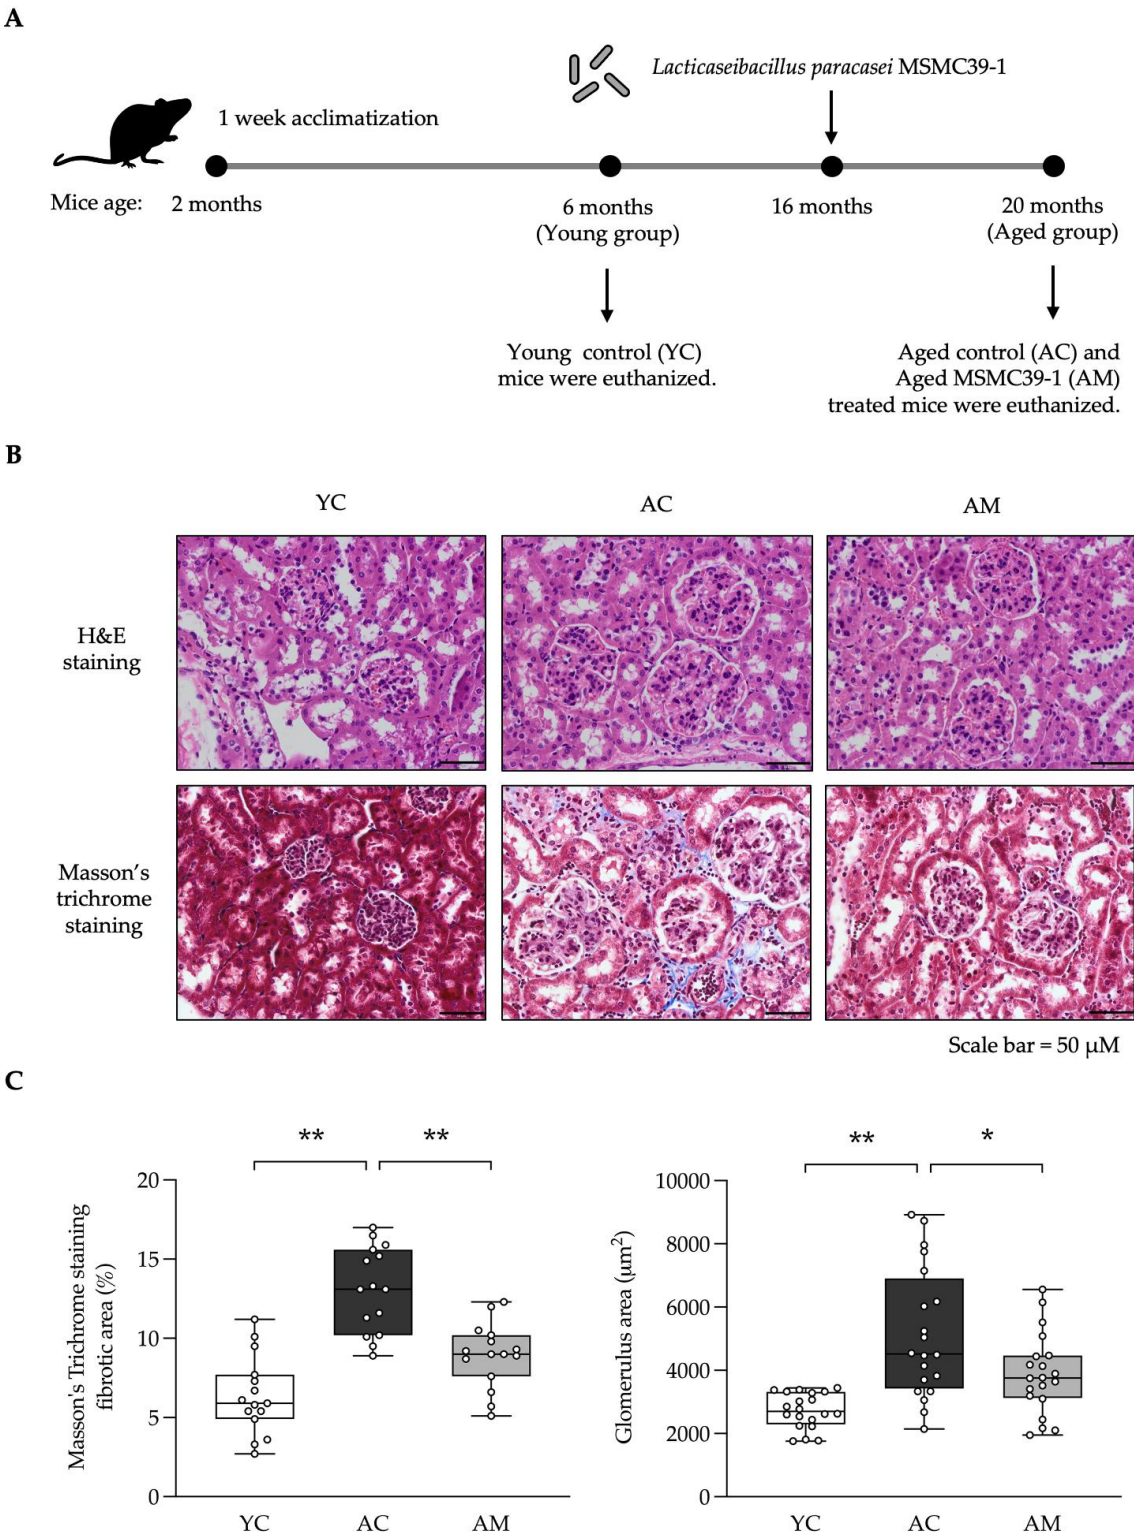 A
Lacticaseibacillus paracasei MSMC39-1
1 week acclimatization
Mice age:
2 months
6 months
(Young group)
16 months
20 months
(Aged group)
Young control (YC)
mice were euthanized.
Aged control (AC) and
Aged MSMC39-1 (AM)
treated mice were euthanized.
B
YC
AC
AM
H&E
staining
Masson’s
trichrome
staining
Scale bar = 50 µM
C
**
**
Masson's Trichrome staining
fibrotic area (%)
20
15
10
5
0
YC
AC
AM
**
*
Glomerulus area (µm²)
10000
8000
6000
4000
2000
0
YC
AC
AM